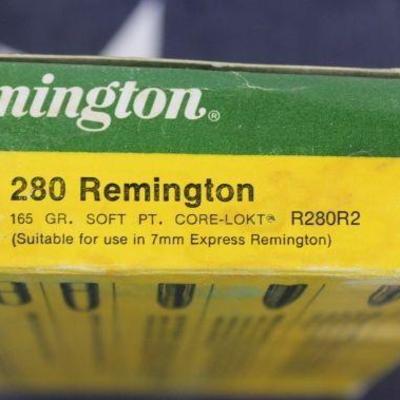 mington®
280 Remington
165 GR. SOFT PT. CORE-LOKT® R280R2
(Suitable for use in 7mm Express Remington)